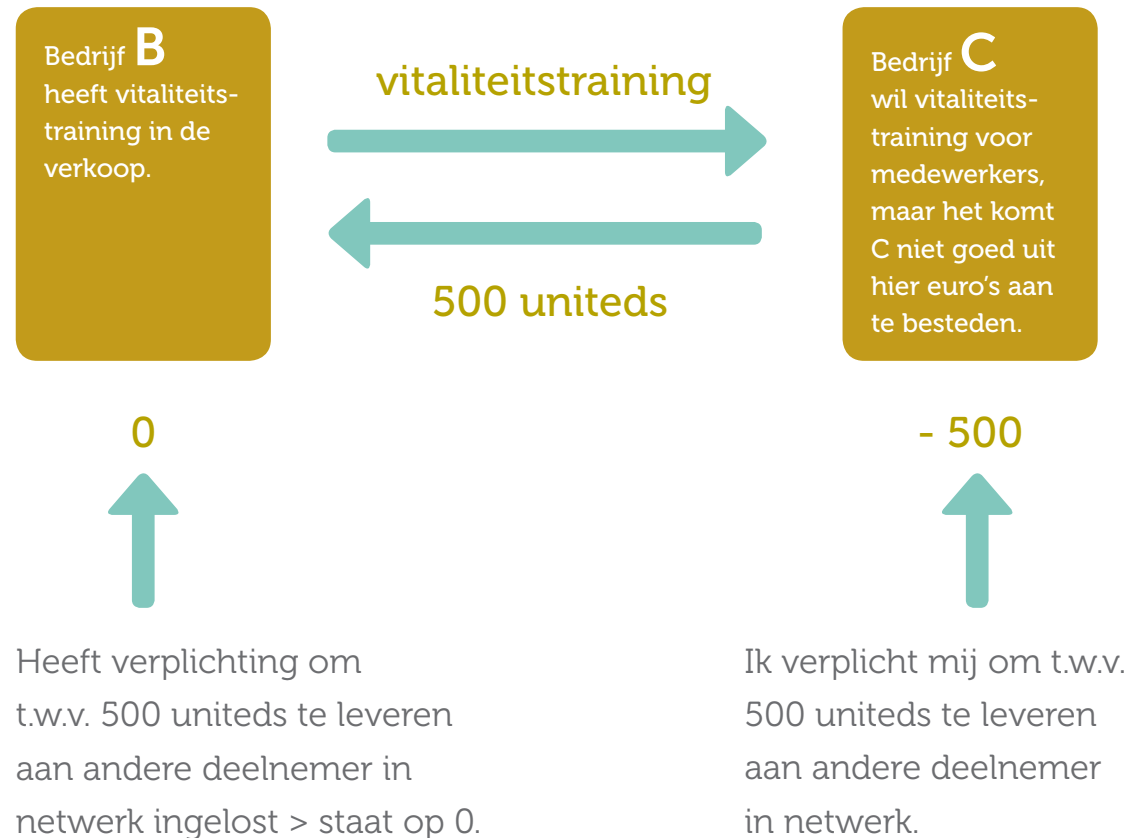 Bedrijf B
heeft vitaliteits-
training in de
verkoop.
vitaliteitstraining
500 uniteds
Bedrijf C
wil vitaliteits-
training voor
medewerkers,
maar het komt
C niet goed uit
hier euro's aan
te besteden.
0
- 500
Heeft verplichting om
t.w.v. 500 uniteds te leveren
aan andere deelnemer in
netwerk ingelost > staat op 0.
Ik verplicht mij om t.w.v.
500 uniteds te leveren
aan andere deelnemer
in netwerk.